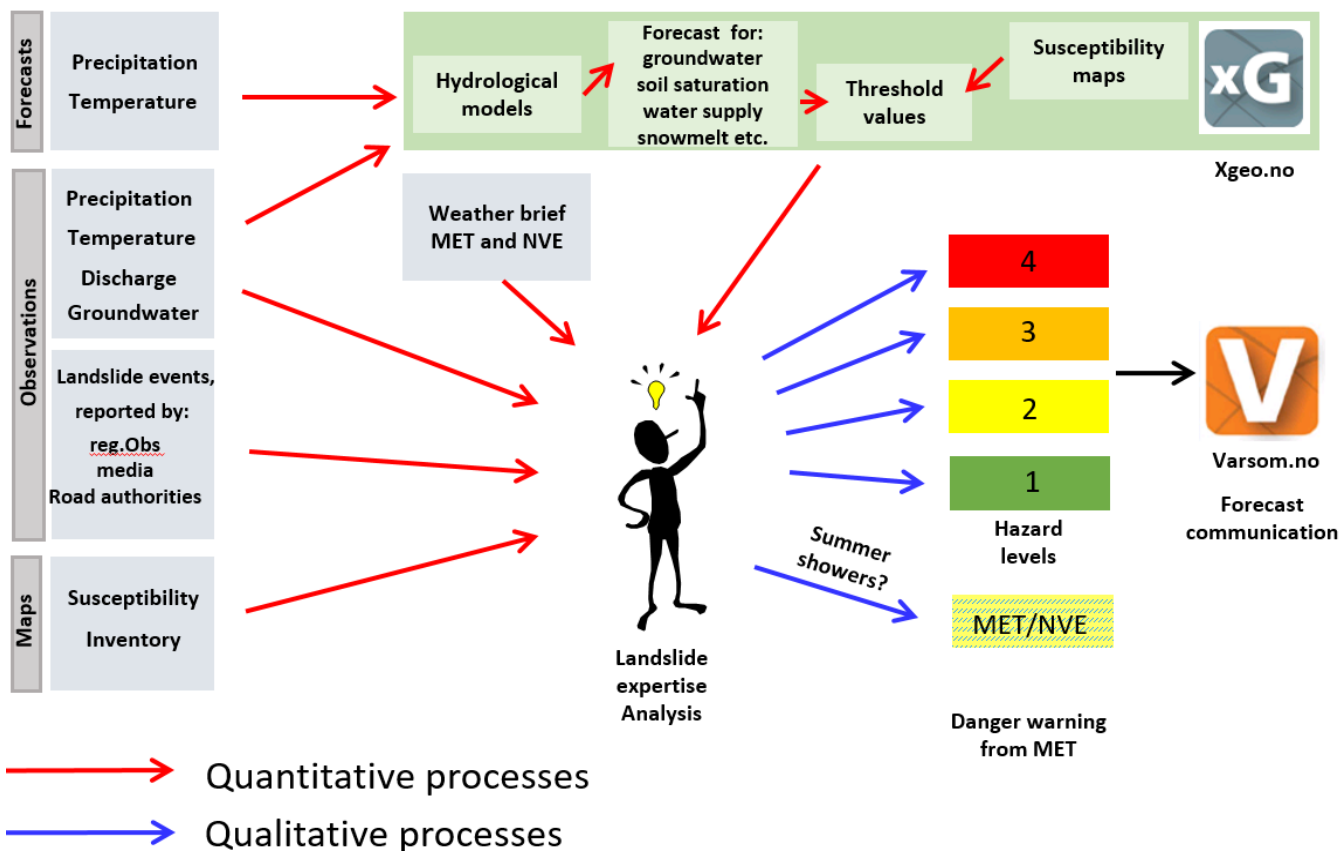 Forecasts
Precipitation
Temperature
Hydrological
models
Forecast for:
groundwater
soil saturation
water supply
snowmelt etc.
Threshold
values
Susceptibility
maps
xG
Xgeo.no
Observations
Precipitation
Temperature
Discharge
Groundwater
Weather brief
MET and NVE
Landslide events,
reported by:
reg.Obs
media
Road authorities
Maps
Susceptibility
Inventory
Landslide
expertise
Analysis
4
3
2
1
Hazard
levels
Summer
showers?
MET/NVE
Danger warning
from MET
V
Varsom.no
Forecast
communication
Quantitative processes
Qualitative processes